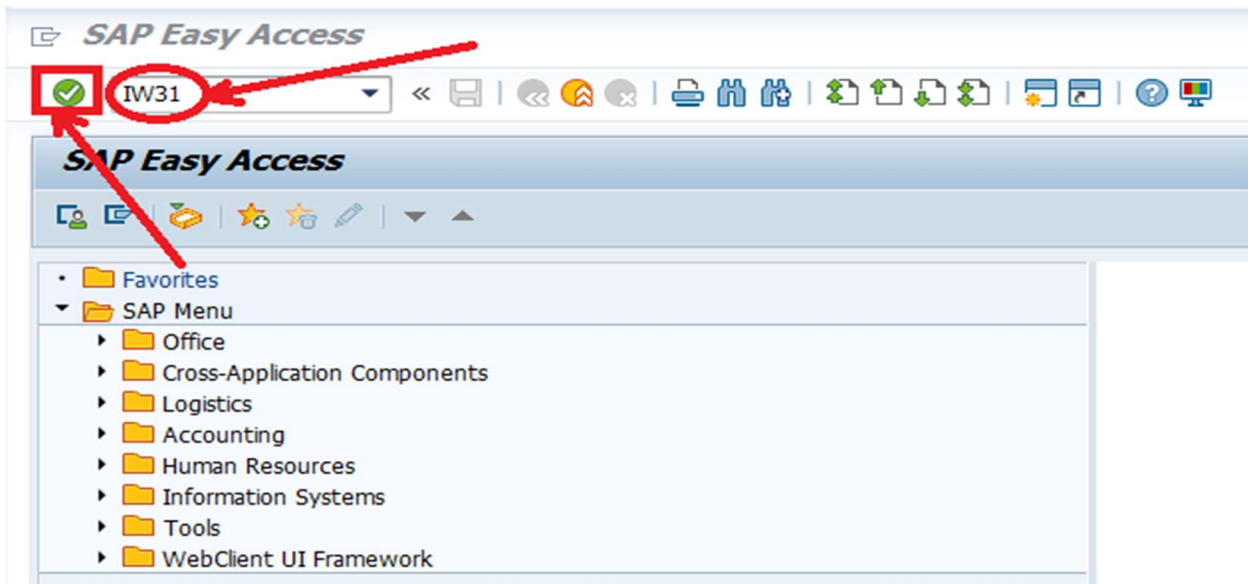 SAP Easy Access
IW31
SAP Easy Access
Favorites
SAP Menu
Office
Cross-Application Components
Logistics
Accounting
Human Resources
Information Systems
Tools
WebClient UI Framework